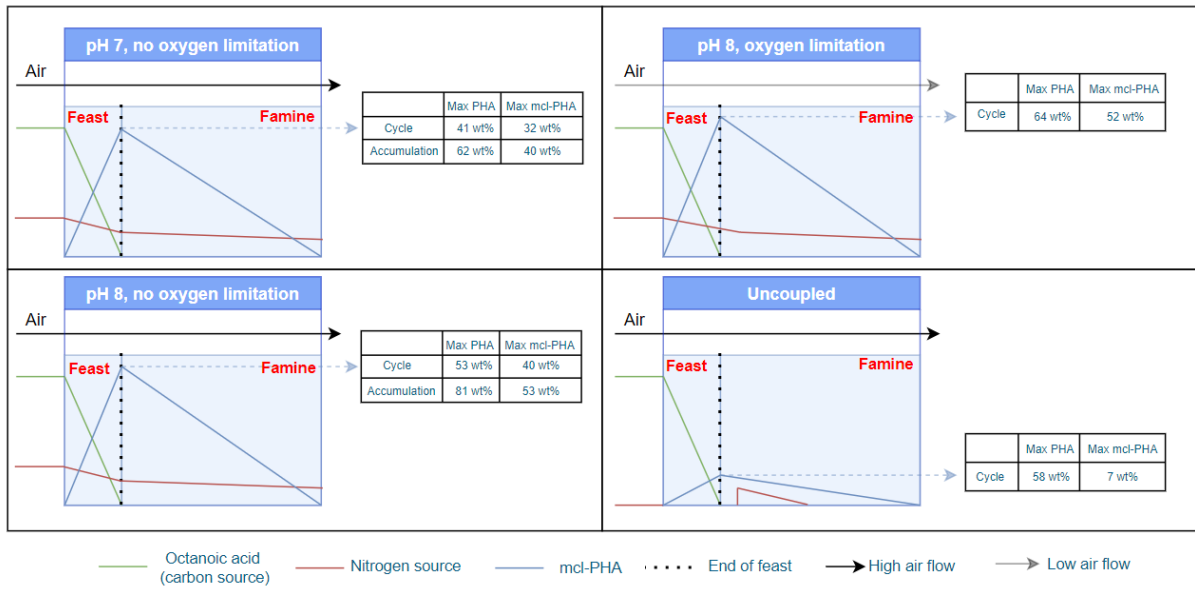 pH 7, no oxygen limitation
Air
Feast
Famine
Max PHA Max mcl-PHA
Cycle 41 wt% 32 wt%
Accumulation 62 wt% 40 wt%
pH 8, oxygen limitation
Air
Feast
Famine
Max PHA Max mcl-PHA
Cycle 64 wt% 52 wt%
pH 8, no oxygen limitation
Air
Feast
Famine
Max PHA Max mcl-PHA
Cycle 53 wt% 40 wt%
Accumulation 81 wt% 53 wt%
Uncoupled
Air
Feast
Famine
Max PHA Max mcl-PHA
Cycle 58 wt% 7 wt%
Octanoic acid
(carbon source)
Nitrogen source
mcl-PHA
End of feast
High air flow
Low air flow